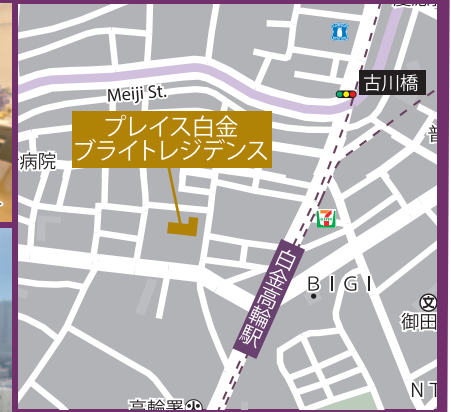 古川橋
Meiji St.
プレイス白金
ブライトレジデンス
病院
白金高輪駅
BIGI
御田
NT
高輪署